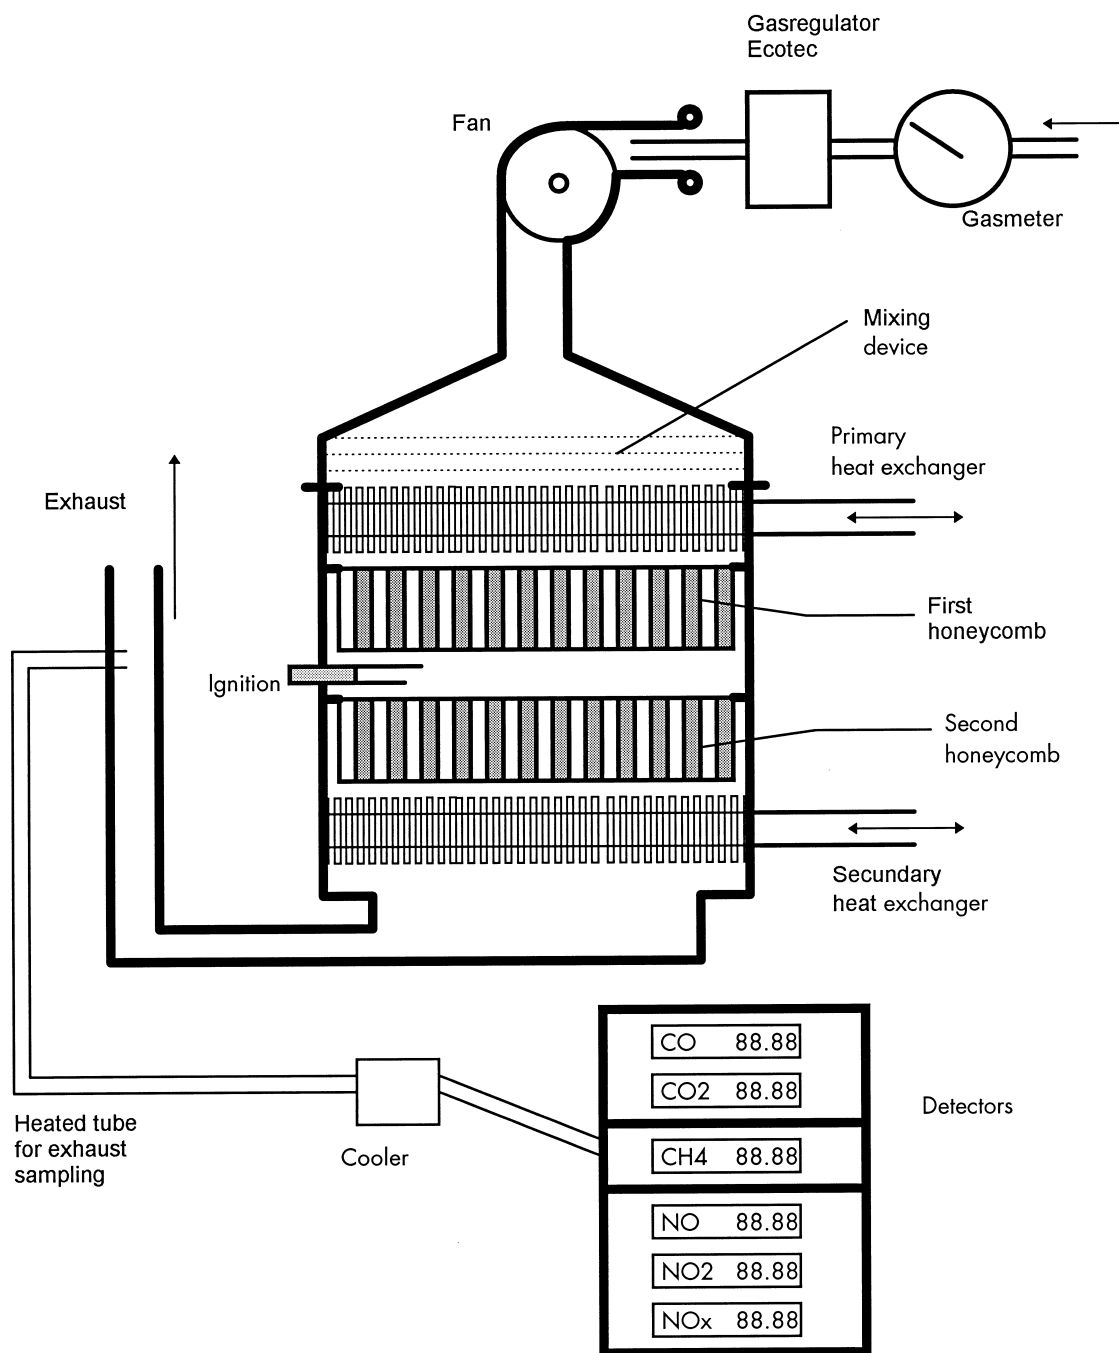 Gasregulator
Ecotec
Fan
Gasmeter
Mixing
device
Primary
heat exchanger
Exhaust
First
honeycomb
Ignition
Second
honeycomb
Secundary
heat exchanger
CO 88.88
CO2 88.88
Detectors
Heated tube
for exhaust
sampling
Cooler
CH4 88.88
NO 88.88
NO2 88.88
NOx 88.88